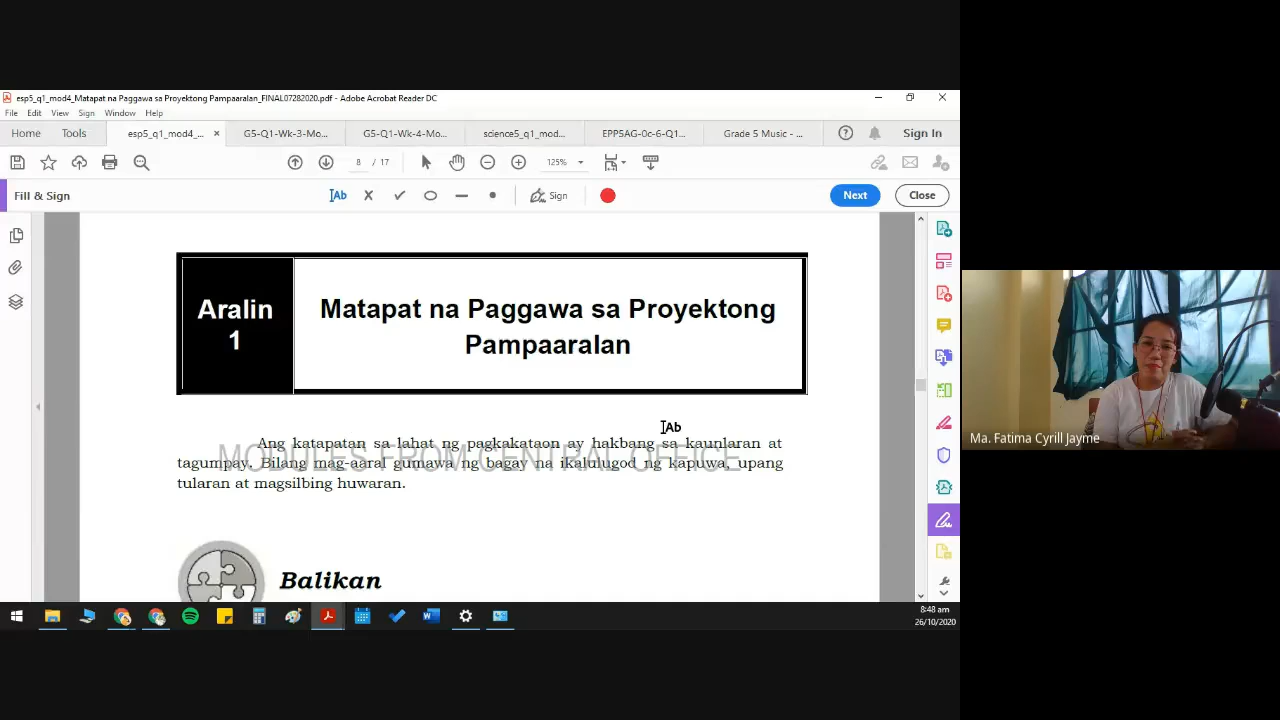 esp5_q1_mod4_Matapat na Paggawa sa Proyektong Pampaaralan_FINAL07282020.pdf - Adobe Acrobat Reader DC
File Edit View Sign Window Help
Home Tools esp5_q1_mod4_... × G5-Q1-Wk-3-Mo... G5-Q1-Wk-4-Mo... science5_q1_mod... EPP5AG-0c-6-Q1... Grade 5 Music - ... Sign In
8 / 17 125%
Fill & Sign Ab Sign Next Close
Aralin
1
Matapat na Paggawa sa Proyektong
Pampaaralan
Ab
Ang katapatan sa lahat ng pagkakataon ay hakbang sa kaunlaran at
MODULES FROM CENTRAL OFFICE
tagumpay. Bilang mag-aaral gumawa ng bagay na ikalulugod ng kapuwa, upang
tularan at magsilbing huwaran.
Balikan
Ma. Fatima Cyrill Jayme
8:48 am
26/10/2020